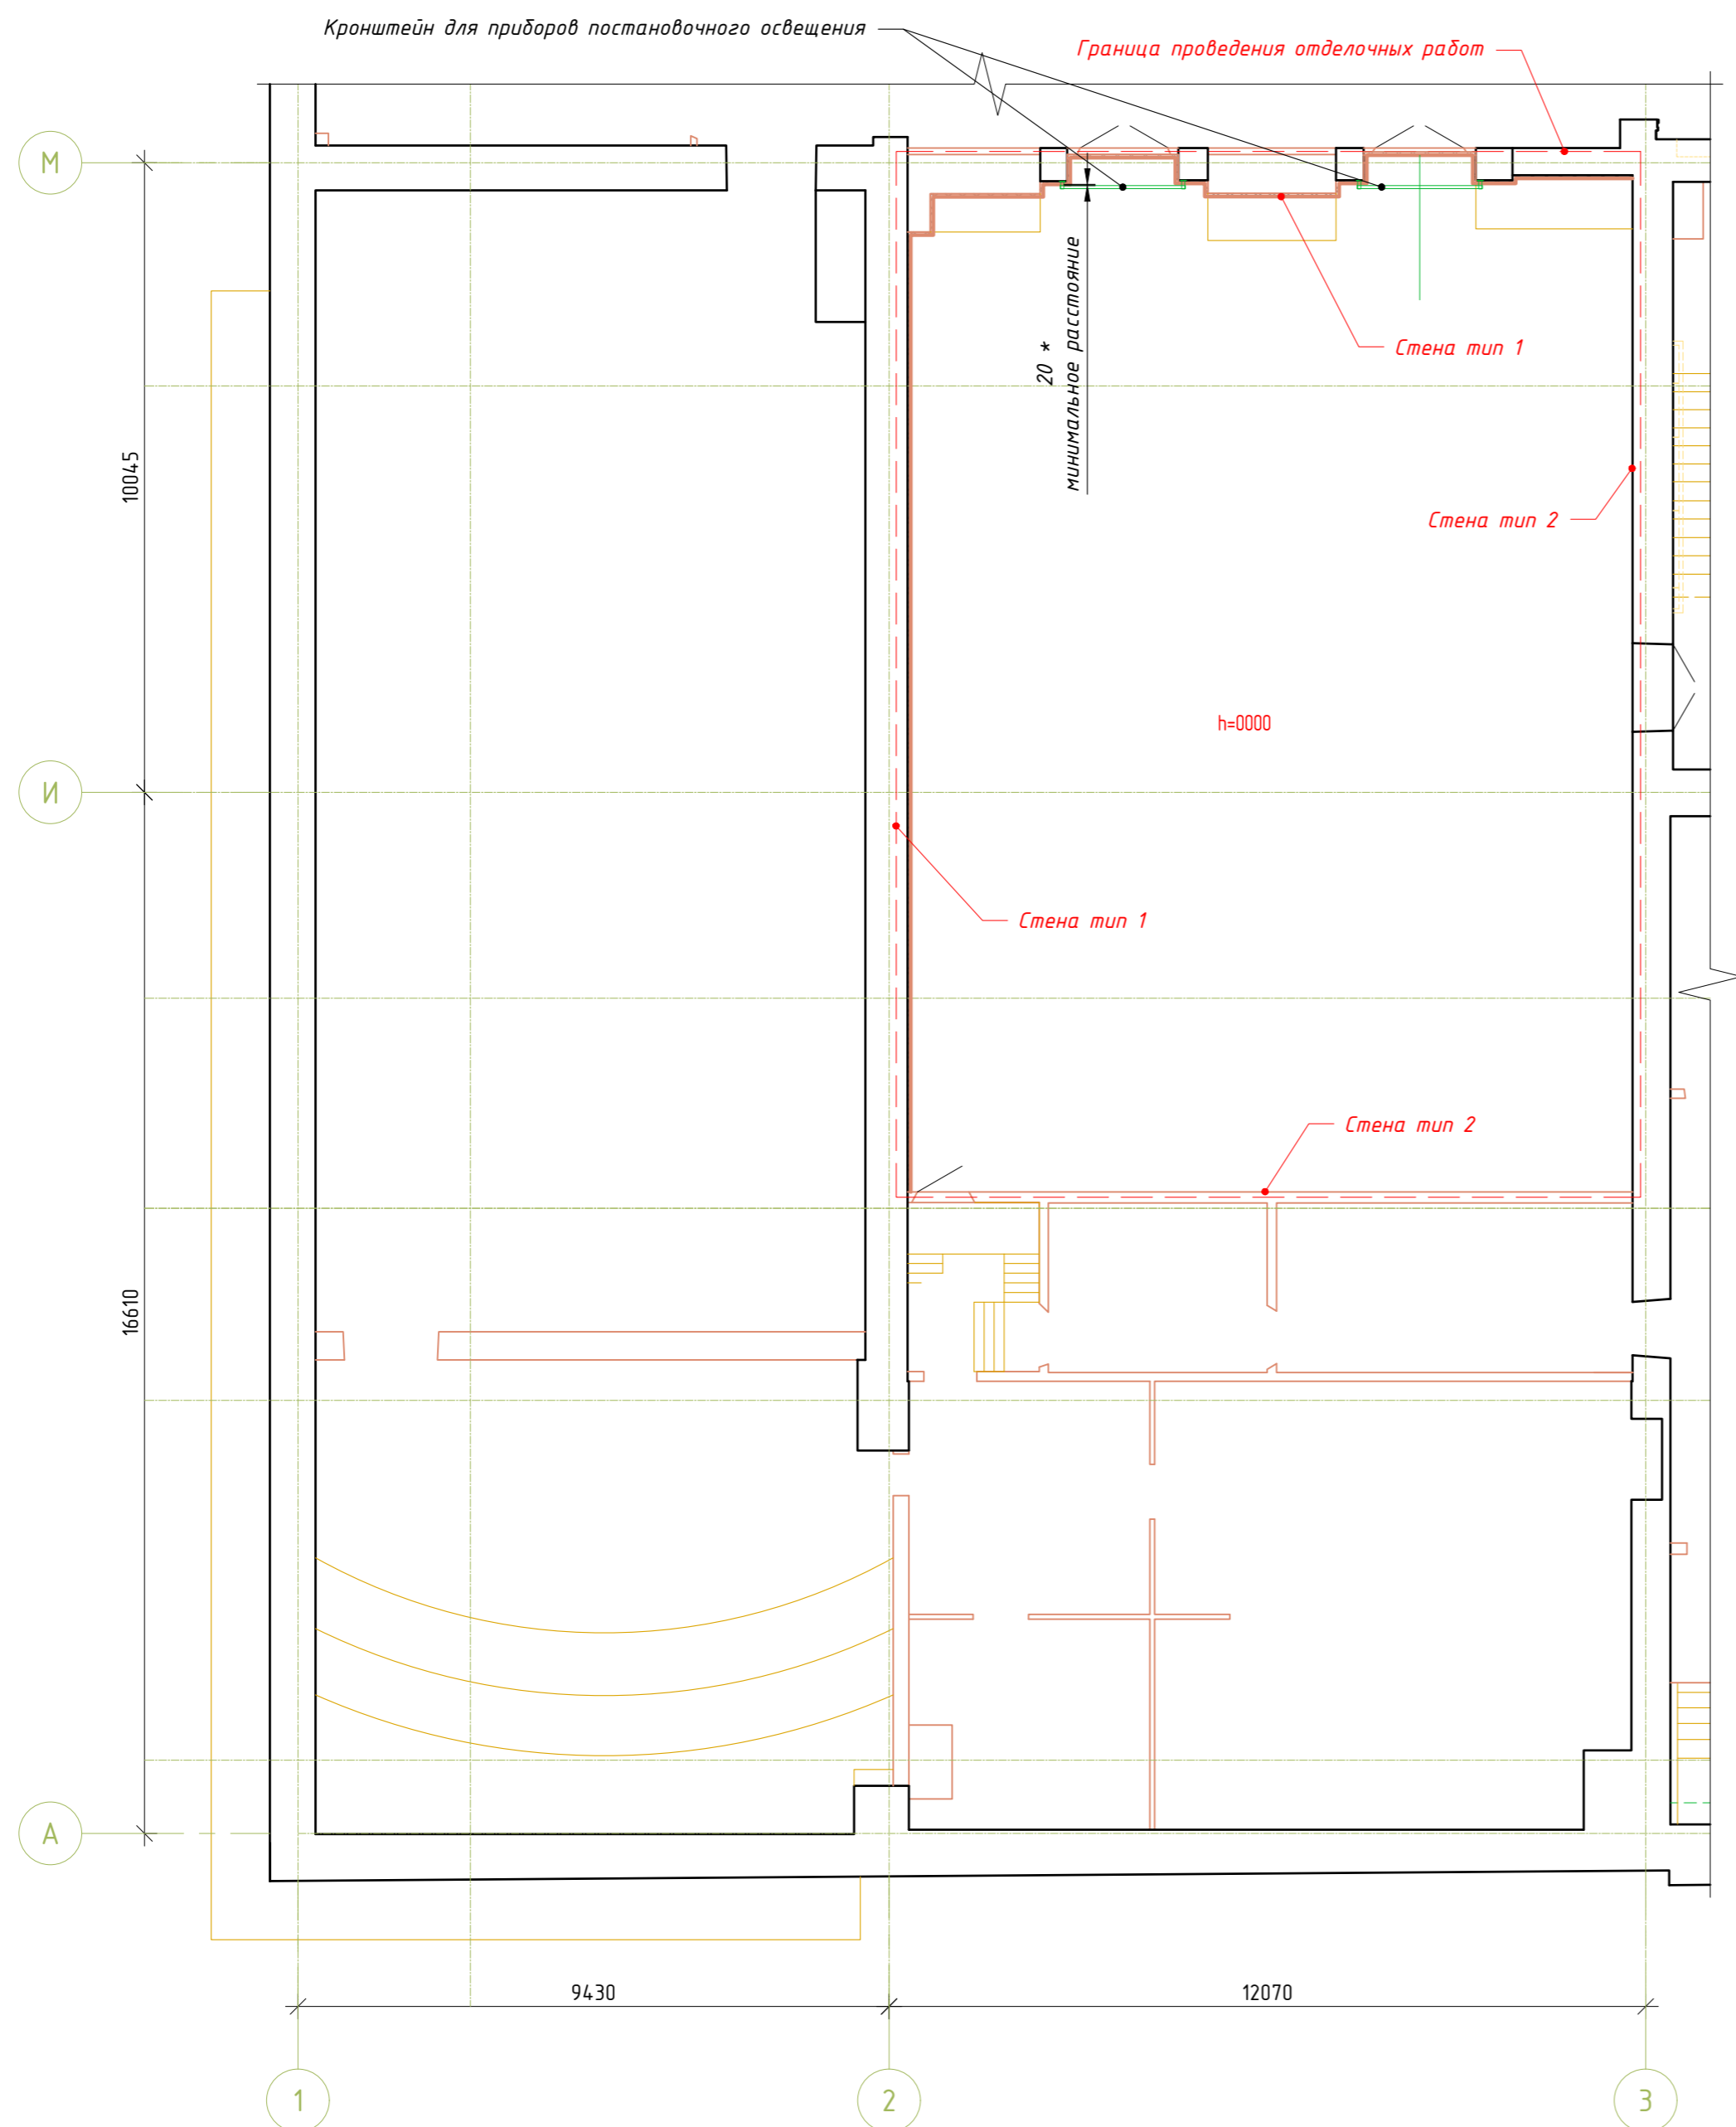 Кронштейн для приборов постановочного освещения
Граница проведения отделочных работ
М
20 *
минимальное расстояние
Стена тип 1
10045
Стена тип 2
h=0000
И
Стена тип 1
Стена тип 2
16610
А
9430
12070
1
2
3